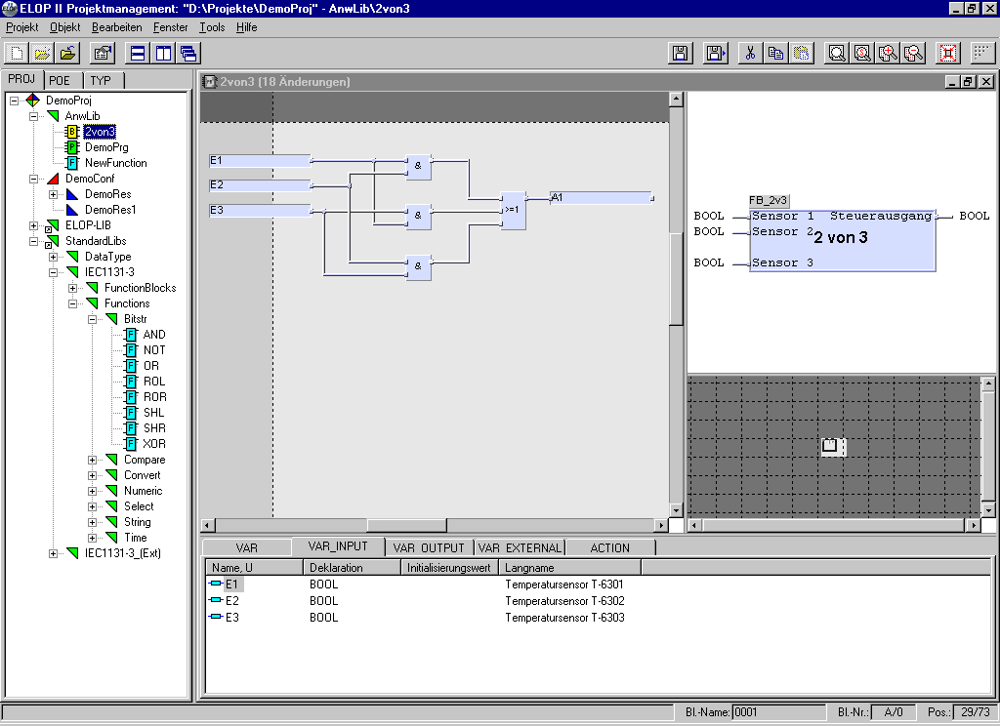 ELOP II Projektmanagement: "D:\Projekte\DemoProj" - AnwLib\2von3
Projekt Objekt Bearbeiten Fenster Tools Hilfe
PROJ POE TYP
DemoProj
AnwLib
B 2von3
P DemoPrg
F NewFunction
DemoConf
DemoRes
DemoRes1
ELOP-LIB
StandardLibs
DataType
IEC1131-3
FunctionBlocks
Functions
Bitstr
F AND
F NOT
F OR
F ROL
F ROR
F SHL
F SHR
F XOR
Compare
Convert
Numeric
Select
String
Time
IEC1131-3_(Ext)
2von3 (18 Änderungen)
E1
E2
E3
&
&
&
>=1
A1
FB_2v3
BOOL Sensor 1 Steuerausgang BOOL
BOOL Sensor 2
2 von 3
BOOL Sensor 3
VAR VAR_INPUT VAR_OUTPUT VAR_EXTERNAL ACTION
Name, U Deklaration Initialisierungswert Langname
E1 BOOL Temperatursensor T-6301
E2 BOOL Temperatursensor T-6302
E3 BOOL Temperatursensor T-6303
Bl.-Name: 0001 Bl.-Nr.: A/0 Pos.: 29/73